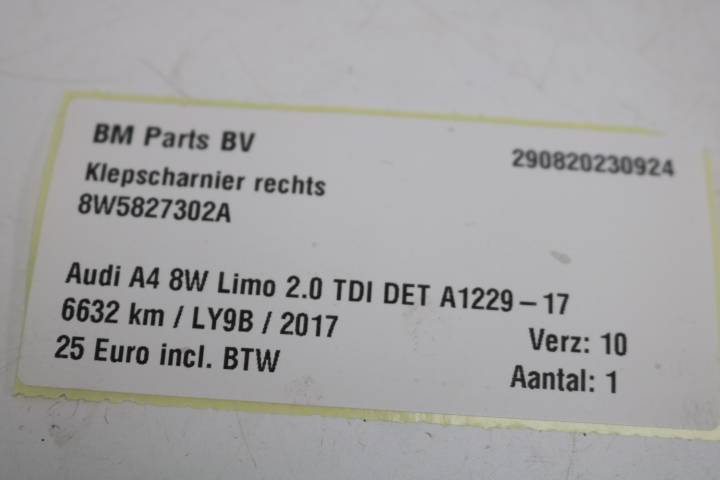 BM Parts BV
290820230924
Klepscharnier rechts
8W5827302A
Audi A4 8W Limo 2.0 TDI DET A1229-17
6632 km / LY9B / 2017
Verz: 10
25 Euro incl. BTW
Aantal: 1